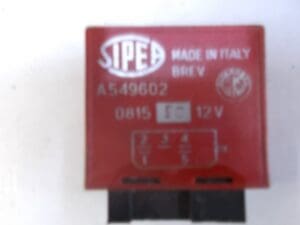 SIPEA
MADE IN ITALY
BREV
A549602
0815 12V
2 3 4
1 5